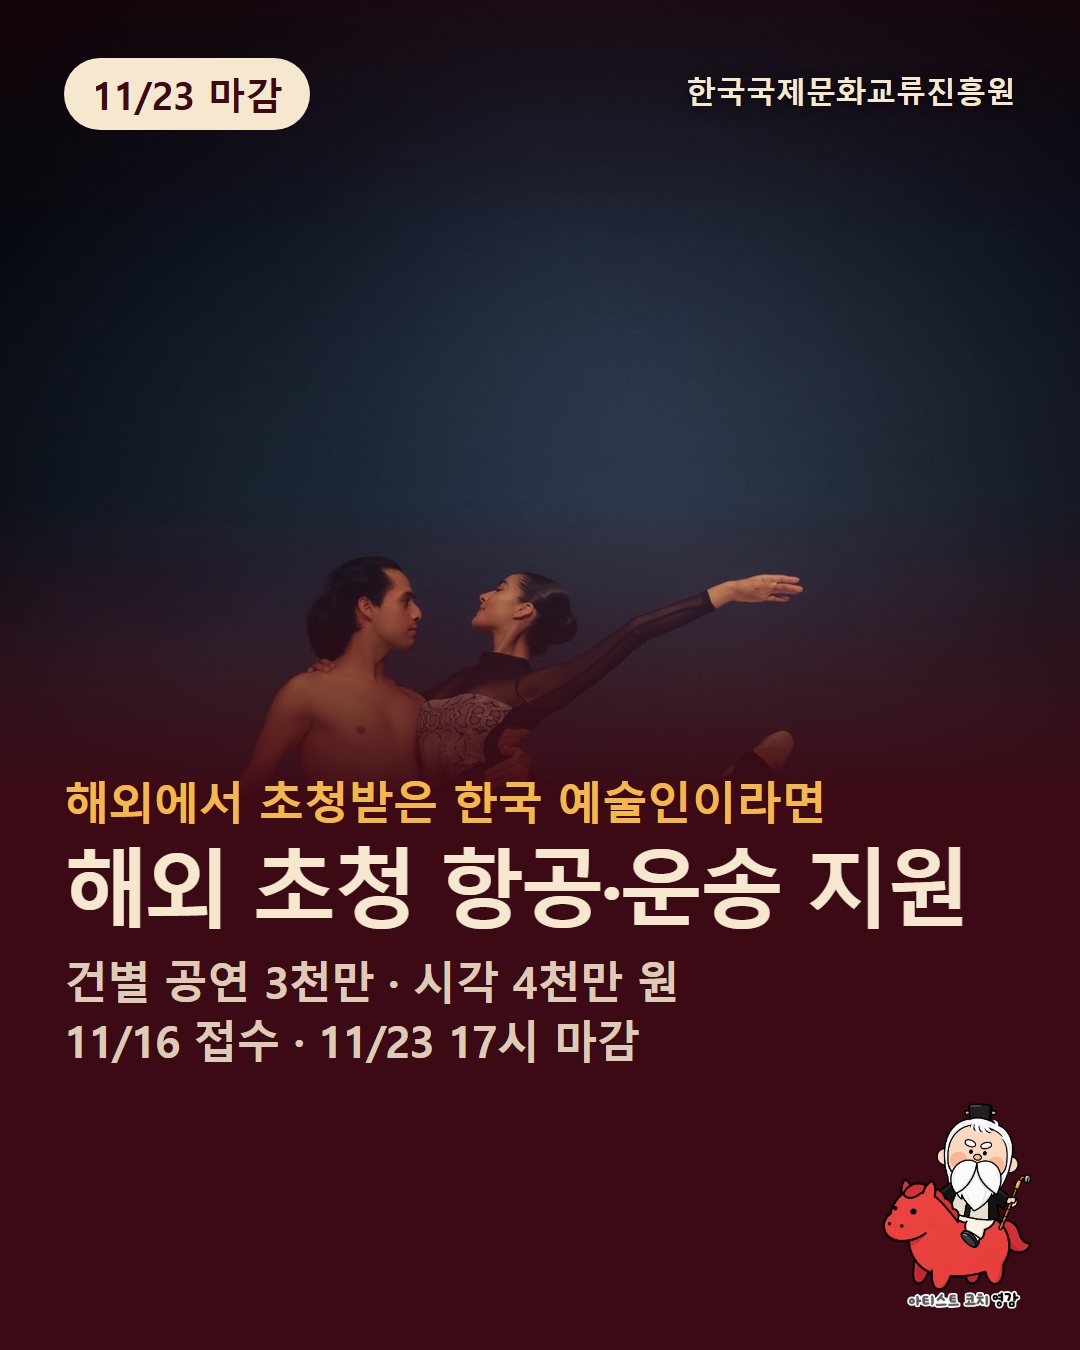 11/23 마감
한국국제문화교류진흥원
해외에서 초청받은 한국 예술인이라면
해외 초청 항공·운송 지원
건별 공연 3천만 · 시각 4천만 원
11/16 접수 · 11/23 17시 마감
아티스트 코치 영감